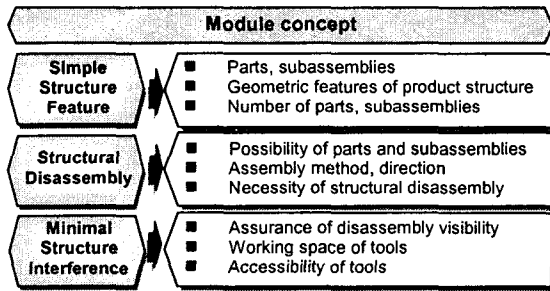 Module concept
Simple
Structure
Feature
■ Parts, subassemblies
■ Geometric features of product structure
■ Number of parts, subassemblies
Structural
Disassembly
■ Possibility of parts and subassemblies
■ Assembly method, direction
■ Necessity of structural disassembly
Minimal
Structure
Interference
■ Assurance of disassembly visibility
■ Working space of tools
■ Accessibility of tools